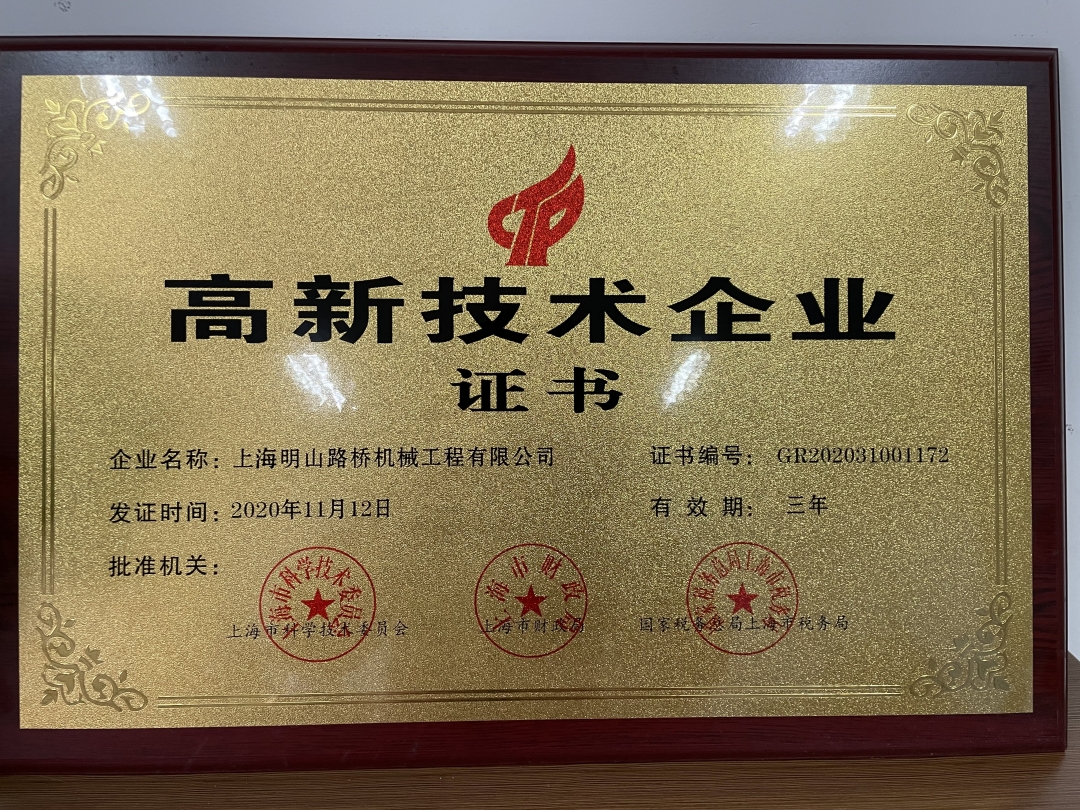 高新技术企业
证书
企业名称：上海明山路桥机械工程有限公司
证书编号：GR202031001172
发证时间：2020年11月12日
有效期：三年
批准机关：
上海市科学技术委员会
上海市财政局
国家税务总局上海市税务局